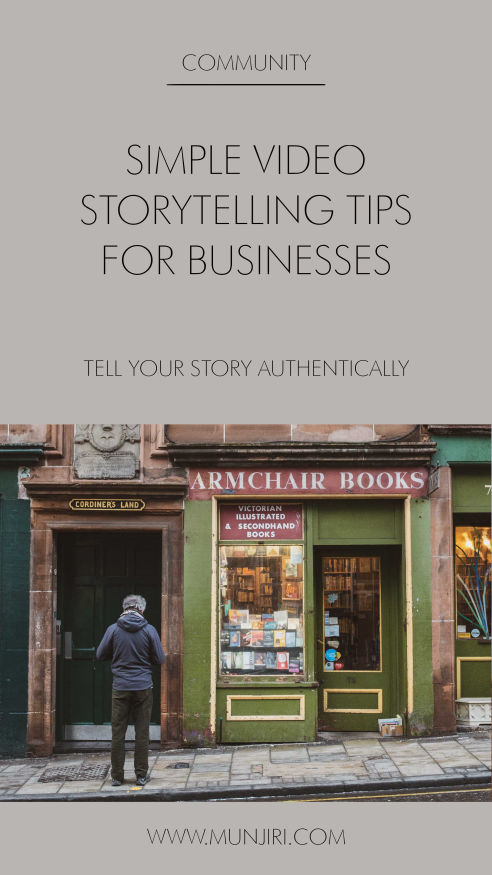 COMMUNITY
SIMPLE VIDEO
STORYTELLING TIPS
FOR BUSINESSES
TELL YOUR STORY AUTHENTICALLY
ARMCHAIR BOOKS
CORDINERS LAND
VICTORIAN
ILLUSTRATED
& SECONDHAND
BOOKS
7
WWW.MUNJIRI.COM